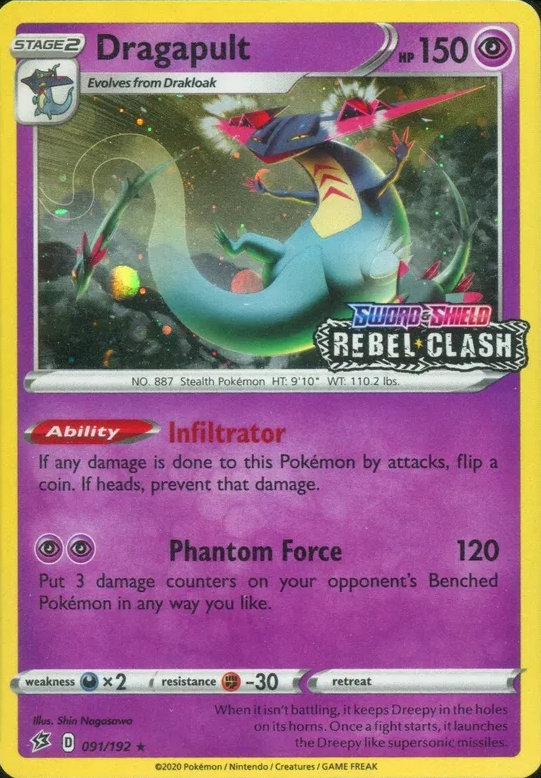 STAGE 2
Dragapult
HP 150
Evolves from Drakloak
SWORD & SHIELD
REBEL CLASH
NO. 887 Stealth Pokémon HT: 9'10" WT: 110.2 lbs.
Ability Infiltrator
If any damage is done to this Pokémon by attacks, flip a
coin. If heads, prevent that damage.
Phantom Force 120
Put 3 damage counters on your opponent's Benched
Pokémon in any way you like.
weakness ×2 resistance -30 retreat
When it isn't battling, it keeps Dreepy in the holes
on its horns. Once a fight starts, it launches
the Dreepy like supersonic missiles.
Illus. Shin Nagasawa
D 091/192 ★
©2020 Pokémon / Nintendo / Creatures / GAME FREAK